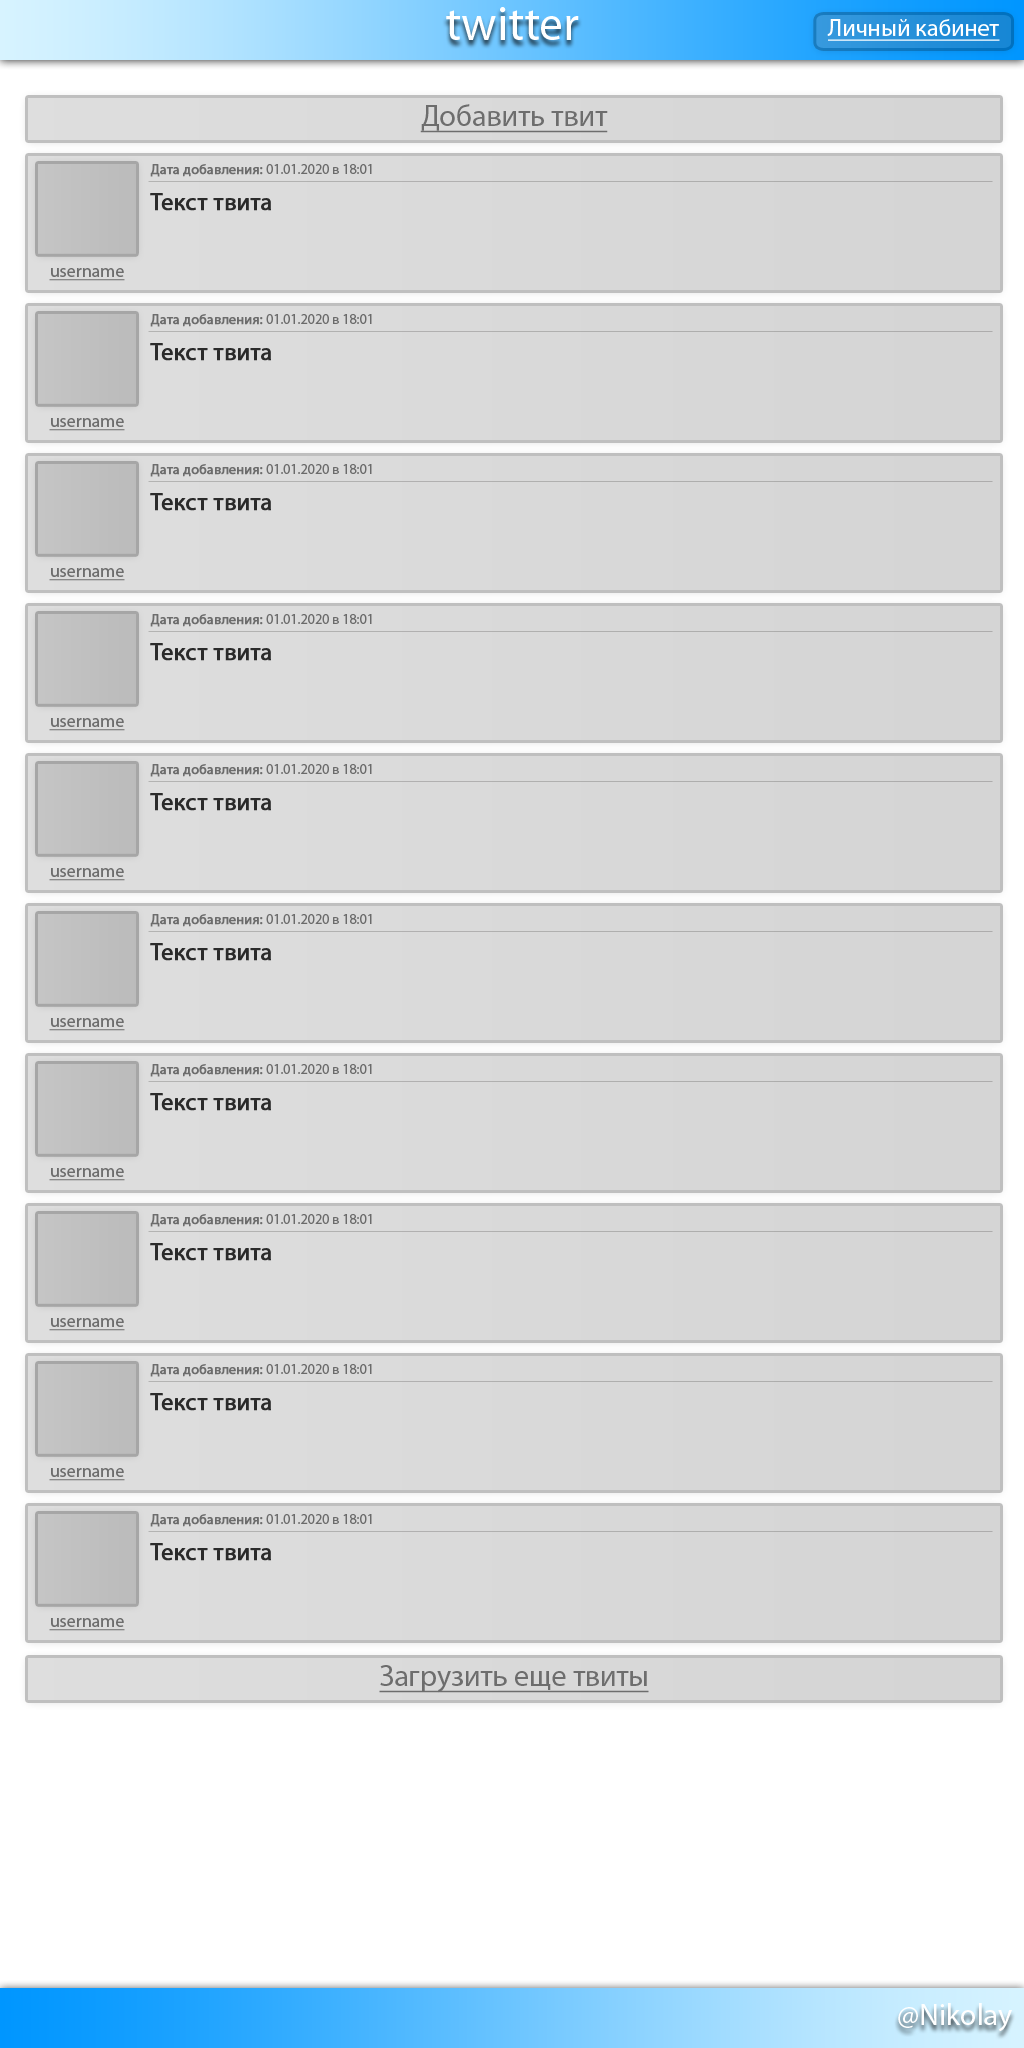 twitter
Личный кабинет
Добавить твит
Дата добавления: 01.01.2020 в 18:01
Текст твита
username
Дата добавления: 01.01.2020 в 18:01
Текст твита
username
Дата добавления: 01.01.2020 в 18:01
Текст твита
username
Дата добавления: 01.01.2020 в 18:01
Текст твита
username
Дата добавления: 01.01.2020 в 18:01
Текст твита
username
Дата добавления: 01.01.2020 в 18:01
Текст твита
username
Дата добавления: 01.01.2020 в 18:01
Текст твита
username
Дата добавления: 01.01.2020 в 18:01
Текст твита
username
Дата добавления: 01.01.2020 в 18:01
Текст твита
username
Дата добавления: 01.01.2020 в 18:01
Текст твита
username
Загрузить еще твиты
@Nikolay